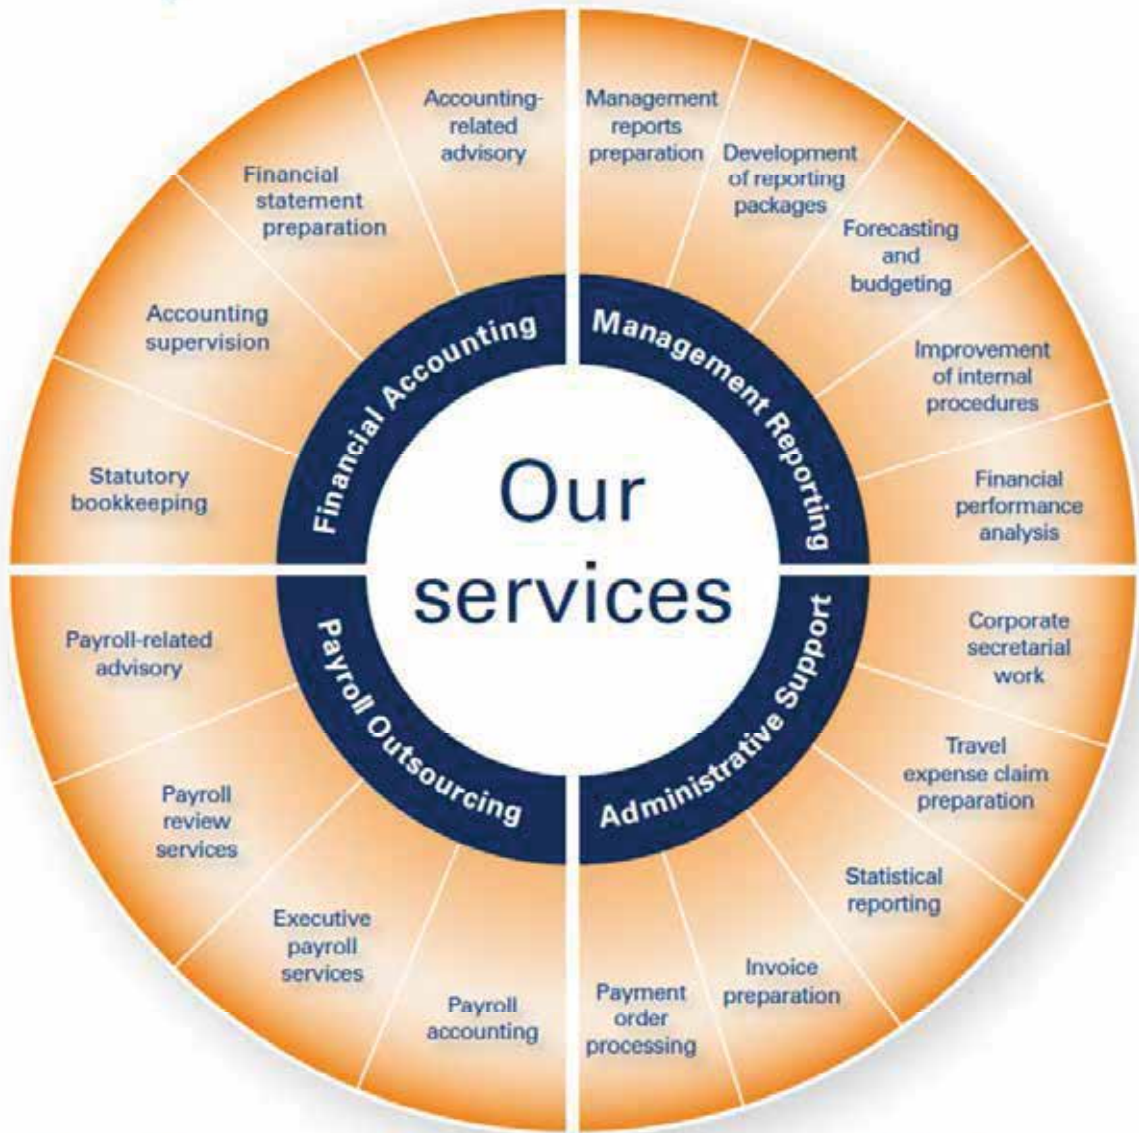 Our
services
Financial Accounting
Management Reporting
Administrative Support
Payroll Outsourcing
Accounting-
related
advisory
Financial
statement
preparation
Accounting
supervision
Statutory
bookkeeping
Management
reports
preparation
Development
of reporting
packages
Forecasting
and
budgeting
Improvement
of internal
procedures
Financial
performance
analysis
Corporate
secretarial
work
Travel
expense claim
preparation
Statistical
reporting
Invoice
preparation
Payment
order
processing
Payroll
accounting
Executive
payroll
services
Payroll
review
services
Payroll-related
advisory